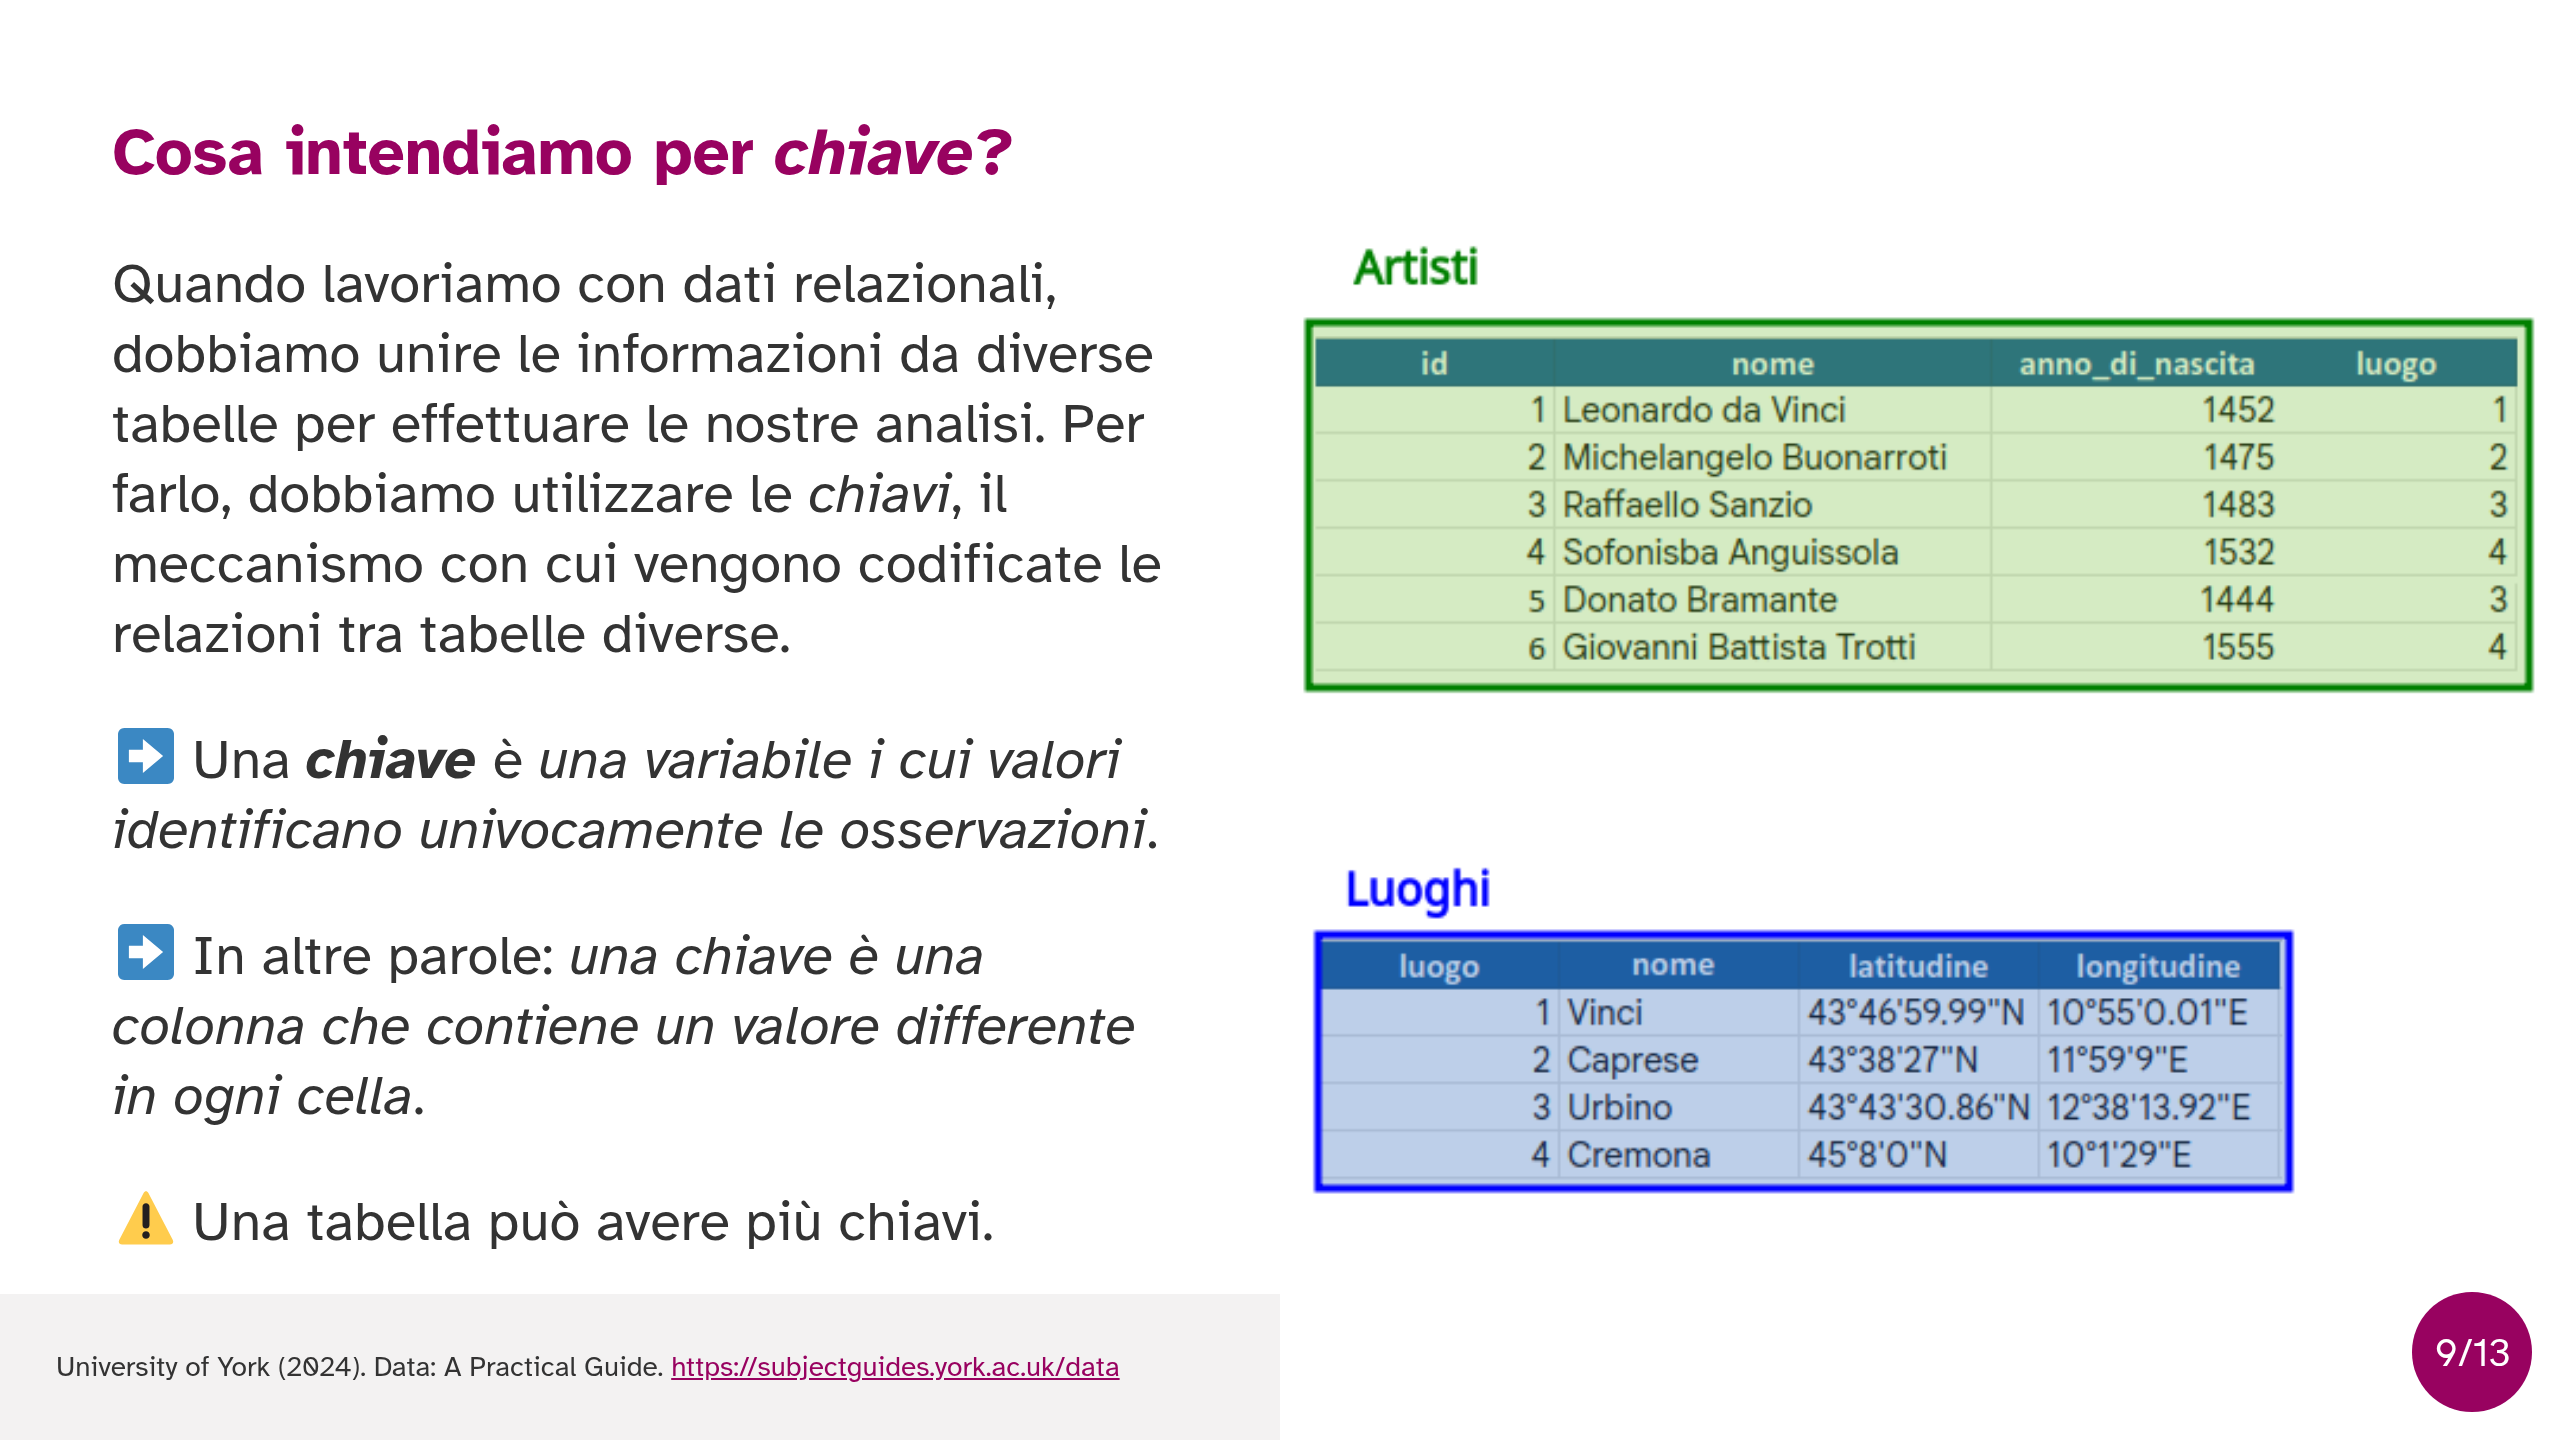 Cosa intendiamo per chiave?
Quando lavoriamo con dati relazionali,
dobbiamo unire le informazioni da diverse
tabelle per effettuare le nostre analisi. Per
farlo, dobbiamo utilizzare le chiavi, il
meccanismo con cui vengono codificate le
relazioni tra tabelle diverse.
➡️ Una chiave è una variabile i cui valori
identificano univocamente le osservazioni.
➡️ In altre parole: una chiave è una
colonna che contiene un valore differente
in ogni cella.
⚠️ Una tabella può avere più chiavi.
University of York (2024). Data: A Practical Guide. https://subjectguides.york.ac.uk/data
Artisti
id nome anno_di_nascita luogo
1 Leonardo da Vinci 1452 1
2 Michelangelo Buonarroti 1475 2
3 Raffaello Sanzio 1483 3
4 Sofonisba Anguissola 1532 4
5 Donato Bramante 1444 3
6 Giovanni Battista Trotti 1555 4
Luoghi
luogo nome latitudine longitudine
1 Vinci 43°46'59.99"N 10°55'0.01"E
2 Caprese 43°38'27"N 11°59'9"E
3 Urbino 43°43'30.86"N 12°38'13.92"E
4 Cremona 45°8'0"N 10°1'29"E
9/13